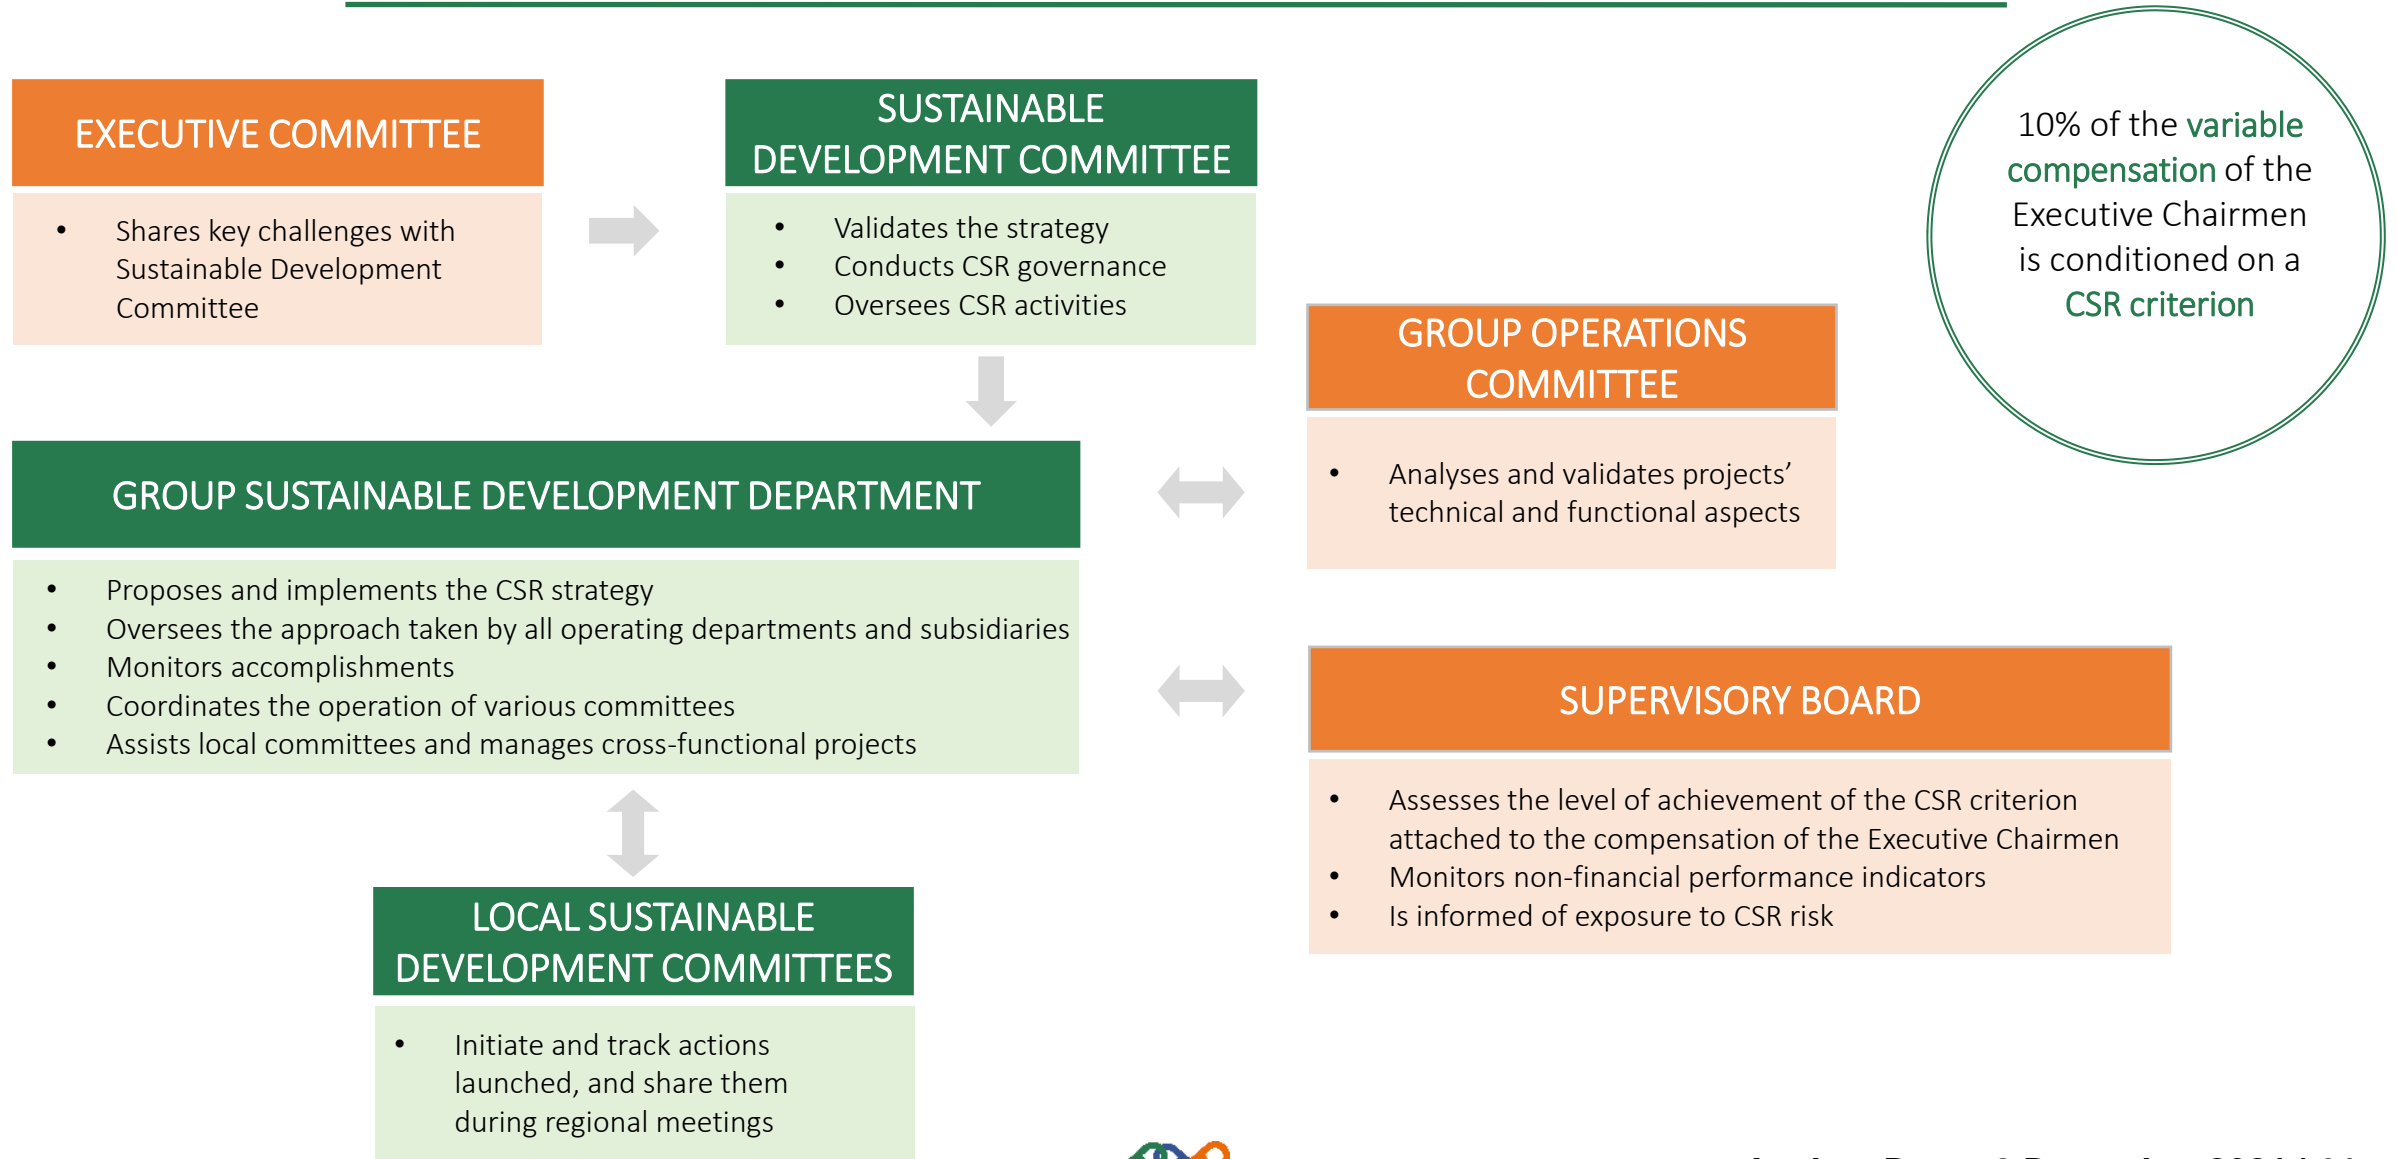 EXECUTIVE COMMITTEE
• Shares key challenges with
Sustainable Development
Committee
SUSTAINABLE
DEVELOPMENT COMMITTEE
• Validates the strategy
• Conducts CSR governance
• Oversees CSR activities
10% of the variable
compensation of the
Executive Chairmen
is conditioned on a
CSR criterion
GROUP OPERATIONS
COMMITTEE
• Analyses and validates projects’
technical and functional aspects
GROUP SUSTAINABLE DEVELOPMENT DEPARTMENT
• Proposes and implements the CSR strategy
• Oversees the approach taken by all operating departments and subsidiaries
• Monitors accomplishments
• Coordinates the operation of various committees
• Assists local committees and manages cross-functional projects
SUPERVISORY BOARD
• Assesses the level of achievement of the CSR criterion
attached to the compensation of the Executive Chairmen
• Monitors non-financial performance indicators
• Is informed of exposure to CSR risk
LOCAL SUSTAINABLE
DEVELOPMENT COMMITTEES
• Initiate and track actions
launched, and share them
during regional meetings